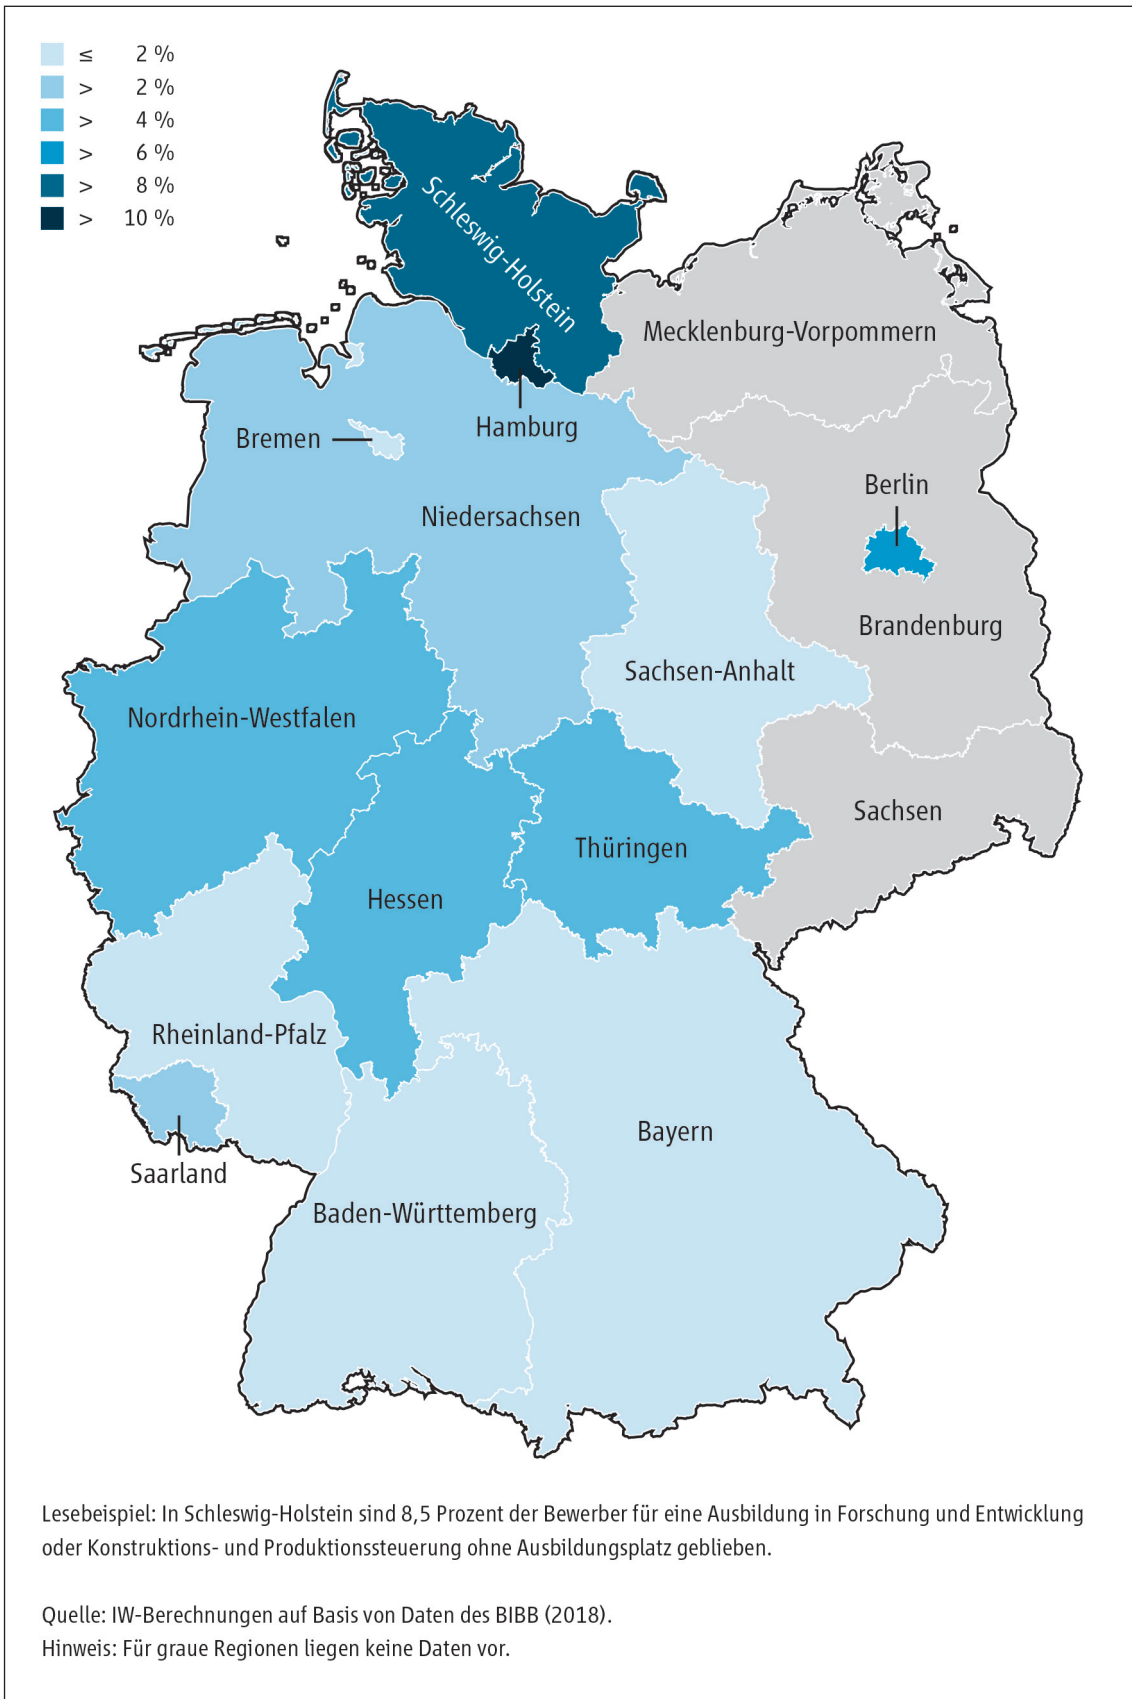 ≤ 2 %
> 2 %
> 4 %
> 6 %
> 8 %
> 10 %
Schleswig-Holstein
Mecklenburg-Vorpommern
Hamburg
Bremen
Berlin
Niedersachsen
Brandenburg
Sachsen-Anhalt
Nordrhein-Westfalen
Sachsen
Thüringen
Hessen
Rheinland-Pfalz
Bayern
Saarland
Baden-Württemberg
Lesebeispiel: In Schleswig-Holstein sind 8,5 Prozent der Bewerber für eine Ausbildung in Forschung und Entwicklung
oder Konstruktions- und Produktionssteuerung ohne Ausbildungsplatz geblieben.
Quelle: IW-Berechnungen auf Basis von Daten des BIBB (2018).
Hinweis: Für graue Regionen liegen keine Daten vor.